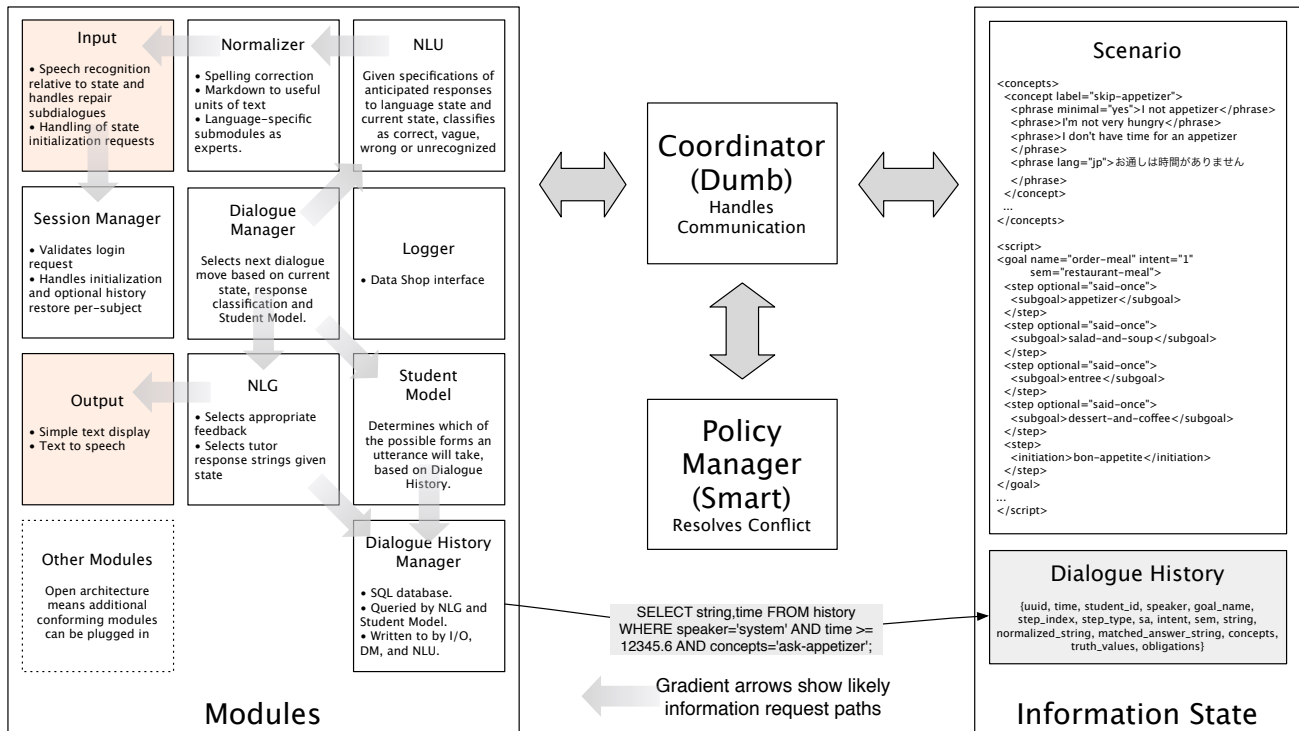 Input
• Speech recognition
relative to state and
handles repair
subdialogues
• Handling of state
initialization requests
Normalizer
• Spelling correction
• Markdown to useful
units of text
• Language-specific
submodules as
experts.
NLU
Given specifications of
anticipated responses
to language state and
current state, classifies
as correct, vague,
wrong or unrecognized
Session Manager
• Validates login
request
• Handles initialization
and optional history
restore per-subject
Dialogue
Manager
Selects next dialogue
move based on current
state, response
classification and
Student Model.
Logger
• Data Shop interface
Output
• Simple text display
• Text to speech
NLG
• Selects appropriate
feedback
• Selects tutor
response strings given
state
Student
Model
Determines which of
the possible forms an
utterance will take,
based on Dialogue
History.
Other Modules
Open architecture
means additional
conforming modules
can be plugged in
Dialogue History
Manager
• SQL database.
• Queried by NLG and
Student Model.
• Written to by I/O,
DM, and NLU.
Modules
Coordinator
(Dumb)
Handles
Communication
Policy
Manager
(Smart)
Resolves Conflict
SELECT string,time FROM history
WHERE speaker='system' AND time >=
12345.6 AND concepts='ask-appetizer';
Gradient arrows show likely
information request paths
Scenario
<concepts>
<concept label="skip-appetizer">
<phrase minimal="yes">I not appetizer</phrase>
<phrase>I'm not very hungry</phrase>
<phrase>I don't have time for an appetizer
</phrase>
<phrase lang="jp">お通しは時間がありません
</phrase>
</concept>
...
</concepts>
<script>
<goal name="order-meal" intent="1"
sem="restaurant-meal">
<step optional="said-once">
<subgoal>appetizer</subgoal>
</step>
<step optional="said-once">
<subgoal>salad-and-soup</subgoal>
</step>
<step optional="said-once">
<subgoal>entree</subgoal>
</step>
<step optional="said-once">
<subgoal>dessert-and-coffee</subgoal>
</step>
<step>
<initiation>bon-appetite</initiation>
</step>
</goal>
...
</script>
Dialogue History
{uuid, time, student_id, speaker, goal_name,
step_index, step_type, sa, intent, sem, string,
normalized_string, matched_answer_string, concepts,
truth_values, obligations}
Information State